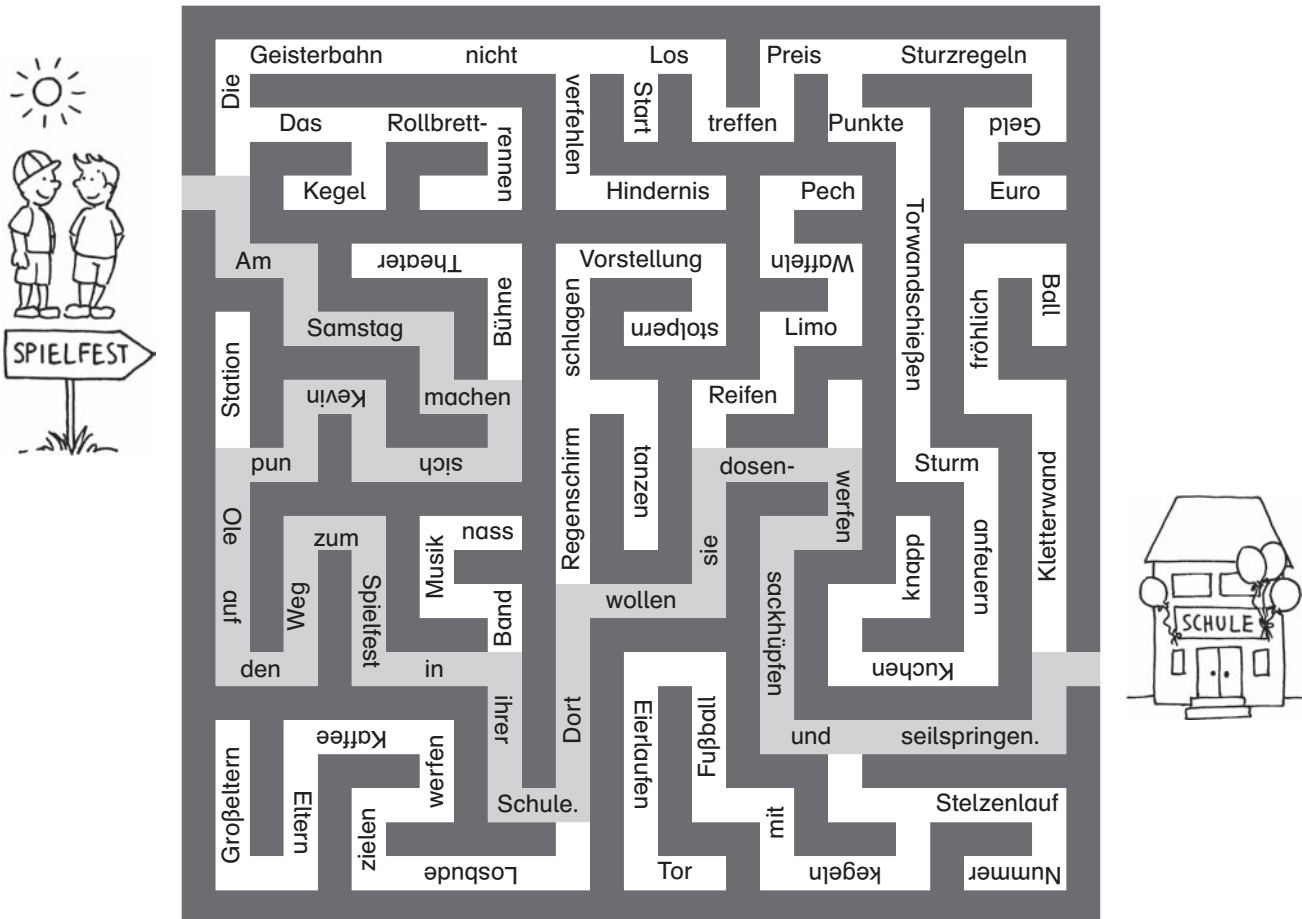 Geisterbahn nicht Los Preis Sturzregeln
Die
verfehlen
Start
Das Rollbrett-
rennen
treffen Punkte Geld
Kegel Hindernis Pech Euro
Torwandschießen
Am Theater Vorstellung Waffeln
Ball
Bühne
schlagen
fröhlich
SPIELFEST
Samstag stolpern Limo
Station
Kevin machen Reifen
und sich
Regenschirm
tanzen
dosen-
werfen
Sturm
Kletterwand
Ole
zum
nass
Musik
sie
knapp
anfeuern
auf
Weg
Spielfest
Band
wollen
sackhüpfen
SCHULE
den in Kuchen
ihrer
Dort
Eierlaufen
Fußball
und seilspringen.
Großeltern
Kaffee
werfen
Eltern
Schule.
mit
Stelzenlauf
zielen
Losbude Tor kegeln Nummer